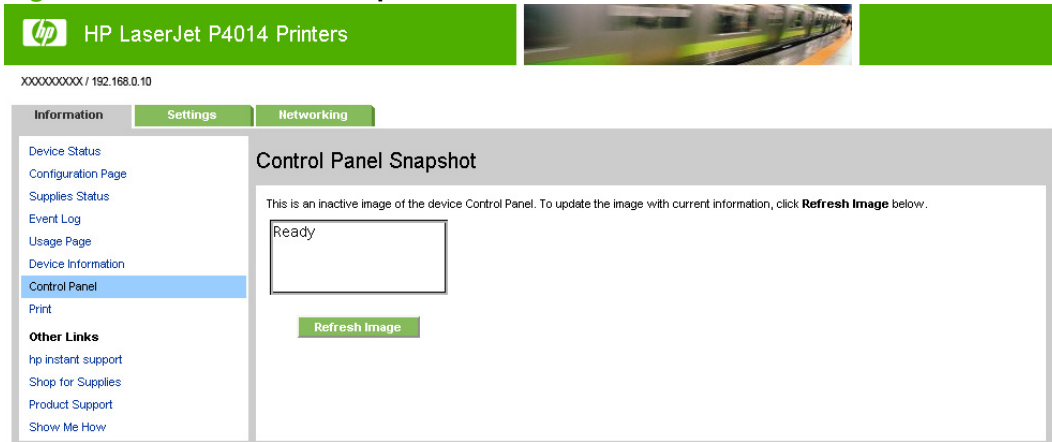 hp
HP LaserJet P4014 Printers
XXXXXXXXX / 192.168.0.10
Information
Settings
Networking
Device Status
Configuration Page
Supplies Status
Event Log
Usage Page
Device Information
Control Panel
Print
Other Links
hp instant support
Shop for Supplies
Product Support
Show Me How
Control Panel Snapshot
This is an inactive image of the device Control Panel. To update the image with current information, click Refresh Image below.
Ready
Refresh Image